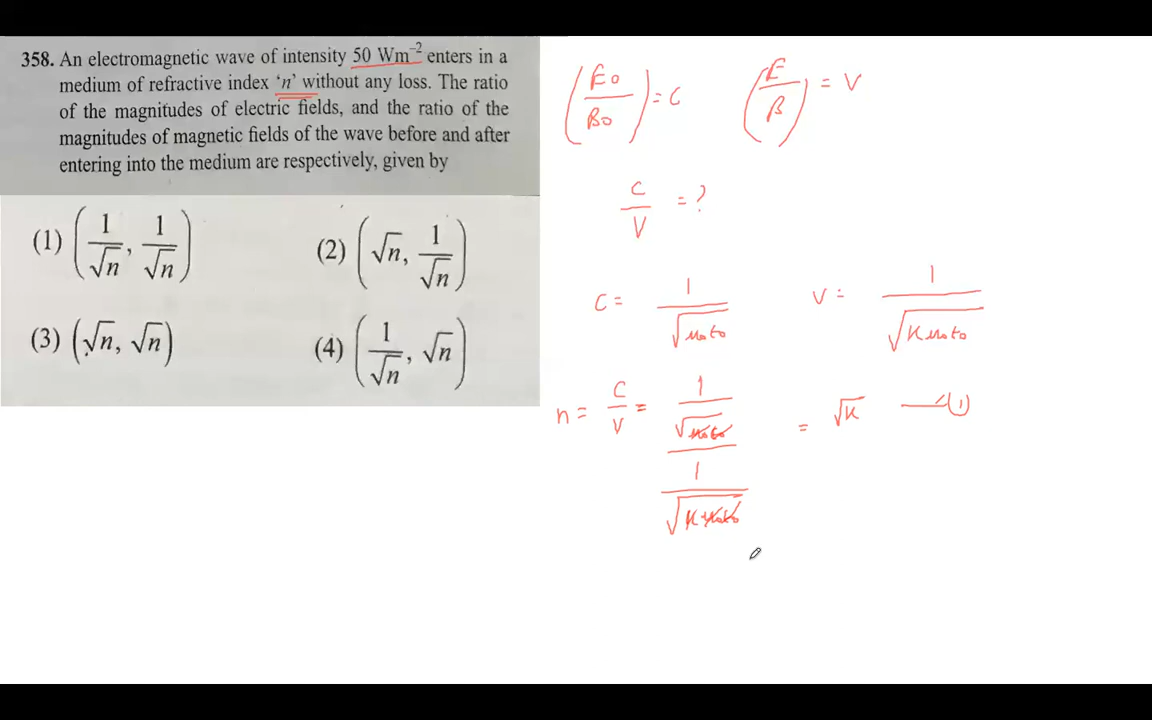 358. An electromagnetic wave of intensity 50 Wm⁻² enters in a
medium of refractive index 'n' without any loss. The ratio
of the magnitudes of electric fields, and the ratio of the
magnitudes of magnetic fields of the wave before and after
entering into the medium are respectively, given by
(1) (1/√n, 1/√n)
(2) (√n, 1/√n)
(3) (√n, √n)
(4) (1/√n, √n)
(E0/B0) = C
(E/B) = V
C/V = ?
C = 1/√μ0ε0
V = 1/√Kμ0ε0
n = C/V = (1/√μ0ε0)/(1/√Kμ0ε0) = √K —(1)